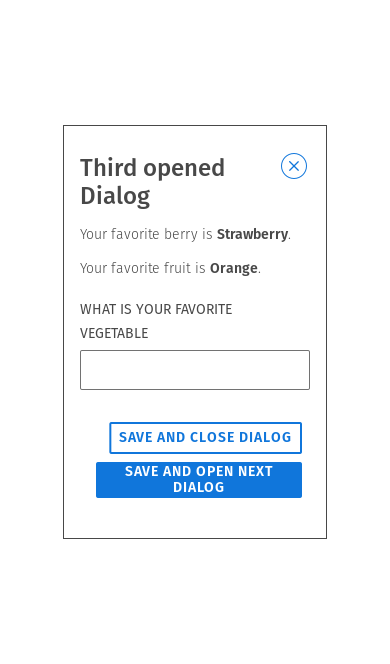 Third opened
Dialog
Your favorite berry is Strawberry.
Your favorite fruit is Orange.
WHAT IS YOUR FAVORITE
VEGETABLE
SAVE AND CLOSE DIALOG
SAVE AND OPEN NEXT
DIALOG